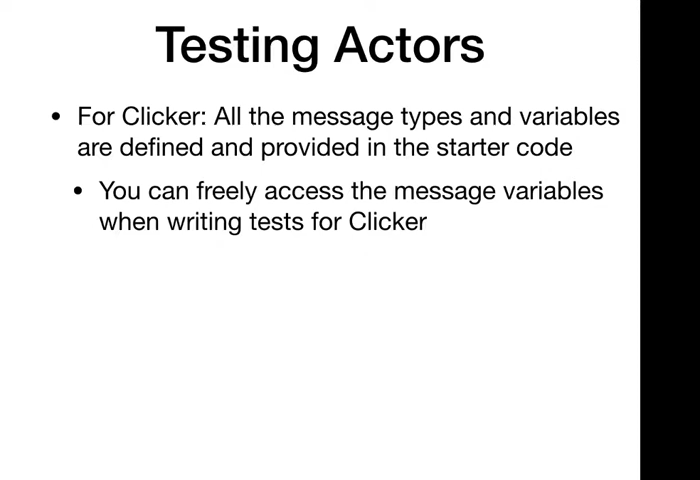 Testing Actors
• For Clicker: All the message types and variables
are defined and provided in the starter code
• You can freely access the message variables
when writing tests for Clicker